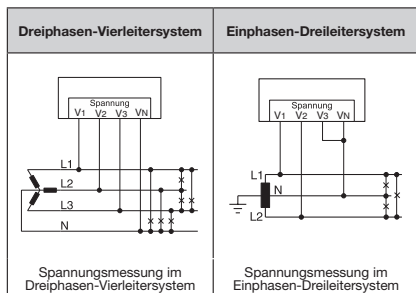 Dreiphasen-Vierleitersystem
Einphasen-Dreileitersystem
Spannung
V1 V2 V3 VN
L1
L2
L3
N
Spannung
V1 V2 V3 VN
L1
N
L2
Spannungsmessung im
Dreiphasen-Vierleitersystem
Spannungsmessung im
Einphasen-Dreileitersystem